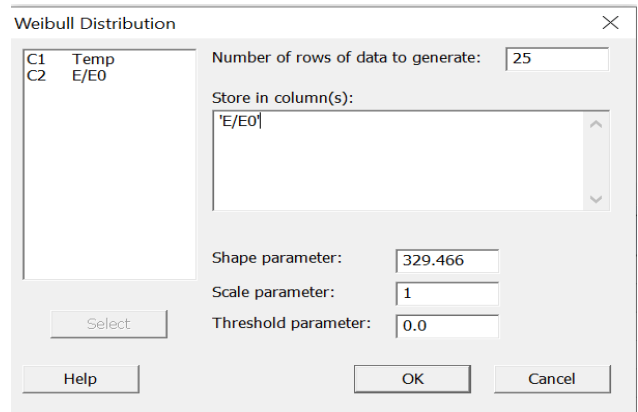 Weibull Distribution
C1 Temp
C2 E/E0
Number of rows of data to generate: 25
Store in column(s):
'E/E0'
Shape parameter: 329.466
Scale parameter: 1
Threshold parameter: 0.0
Select
Help
OK
Cancel